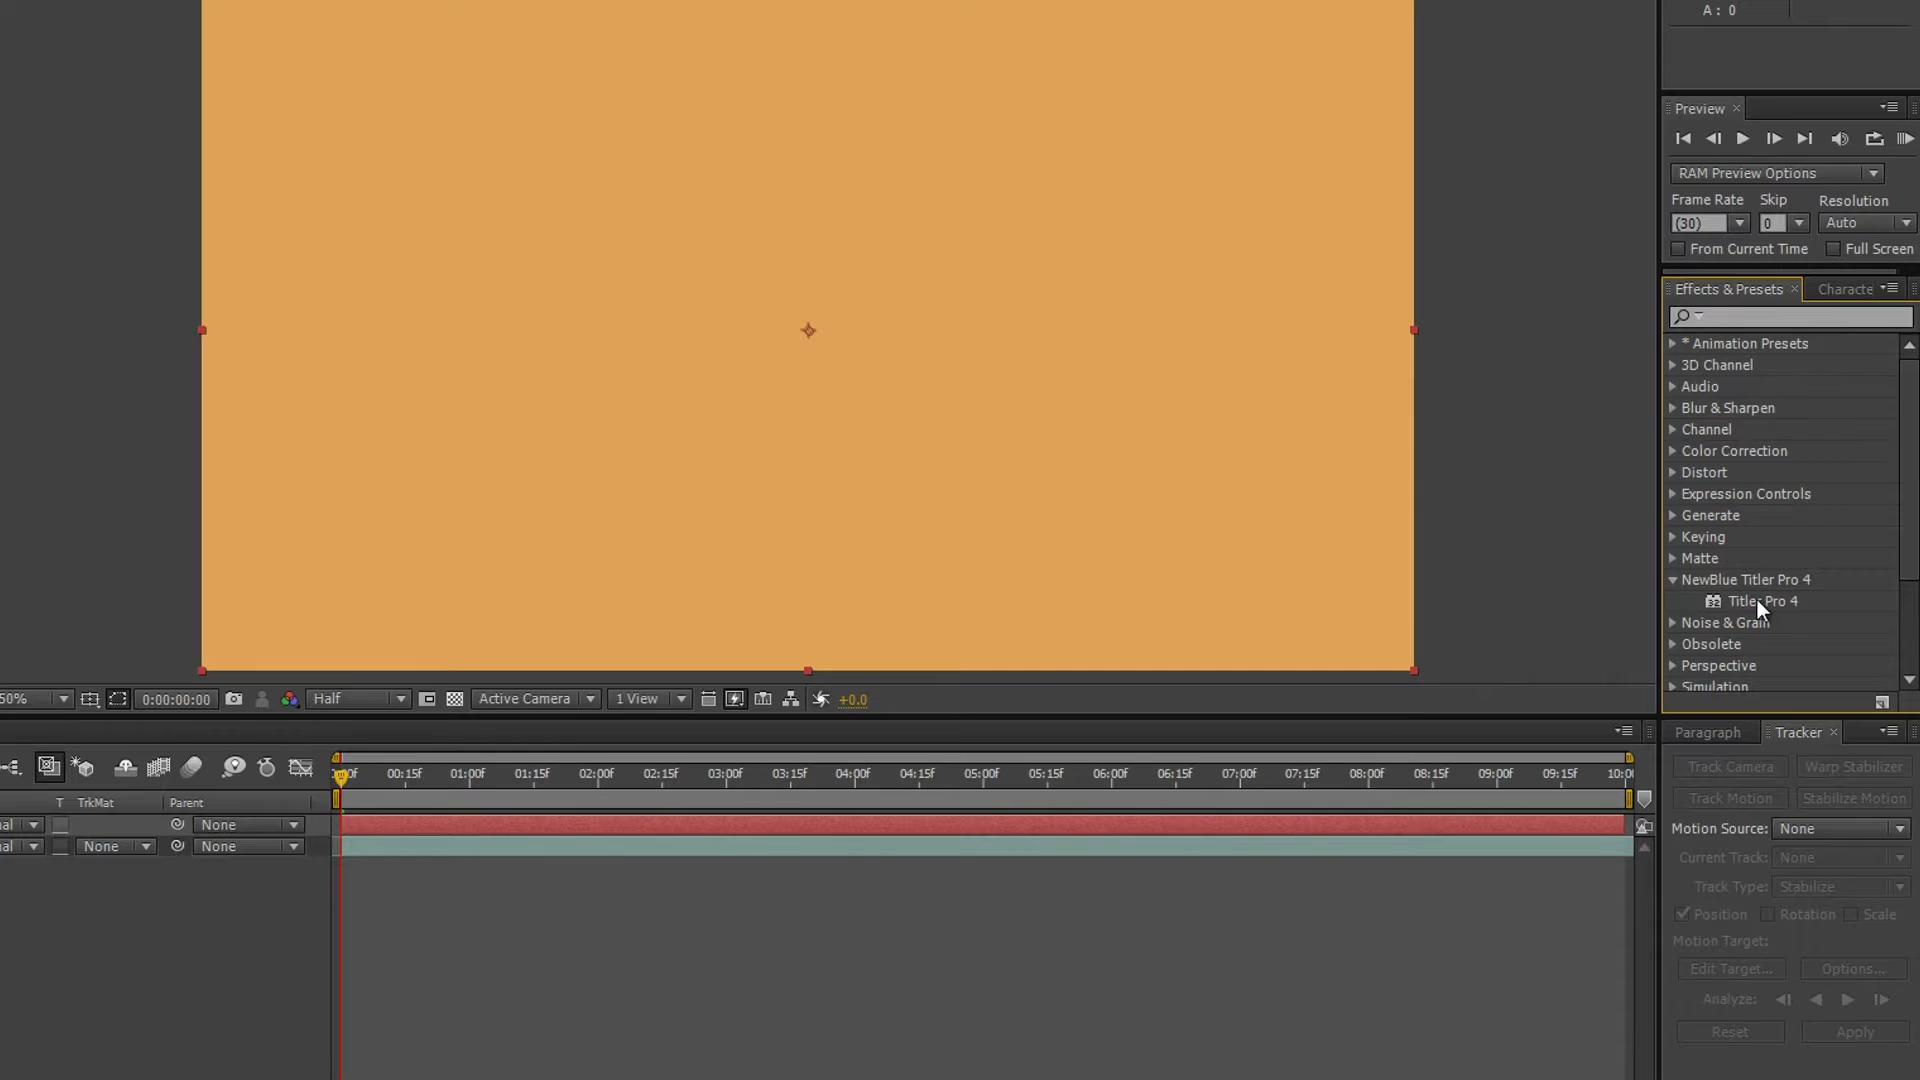 A : 0
Preview
RAM Preview Options
Frame Rate Skip Resolution
(30) 0 Auto
From Current Time Full Screen
Effects & Presets Characte
* Animation Presets
3D Channel
Audio
Blur & Sharpen
Channel
Color Correction
Distort
Expression Controls
Generate
Keying
Matte
NewBlue Titler Pro 4
32 Titler Pro 4
Noise & Grain
Obsolete
Perspective
Simulation
50% 0:00:00:00 Half Active Camera 1 View +0.0
Paragraph Tracker
Track Camera Warp Stabilizer
Track Motion Stabilize Motion
Motion Source: None
Current Track: None
Track Type: Stabilize
Position Rotation Scale
Motion Target:
Edit Target... Options...
Analyze:
Reset Apply
00:15f 01:00f 01:15f 02:00f 02:15f 03:00f 03:15f 04:00f 04:15f 05:00f 05:15f 06:00f 06:15f 07:00f 07:15f 08:00f 08:15f 09:00f 09:15f 10:0
T TrkMat Parent
None
None None